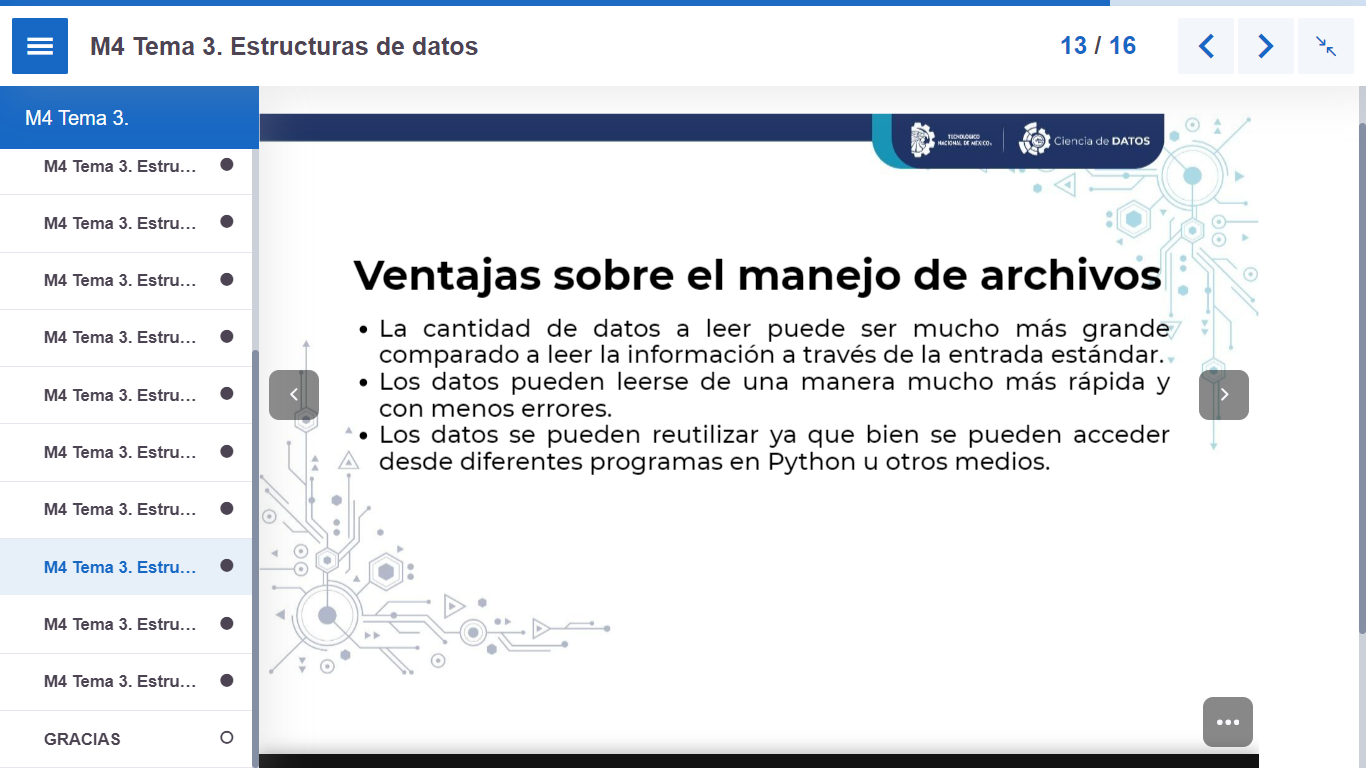 M4 Tema 3. Estructuras de datos
13 / 16
M4 Tema 3.
M4 Tema 3. Estru...
M4 Tema 3. Estru...
M4 Tema 3. Estru...
M4 Tema 3. Estru...
M4 Tema 3. Estru...
M4 Tema 3. Estru...
M4 Tema 3. Estru...
M4 Tema 3. Estru...
M4 Tema 3. Estru...
M4 Tema 3. Estru...
GRACIAS
TECNOLÓGICO
NACIONAL DE MÉXICO
Ciencia de DATOS
Ventajas sobre el manejo de archivos
• La cantidad de datos a leer puede ser mucho más grande
comparado a leer la información a través de la entrada estándar.
• Los datos pueden leerse de una manera mucho más rápida y
con menos errores.
• Los datos se pueden reutilizar ya que bien se pueden acceder
desde diferentes programas en Python u otros medios.